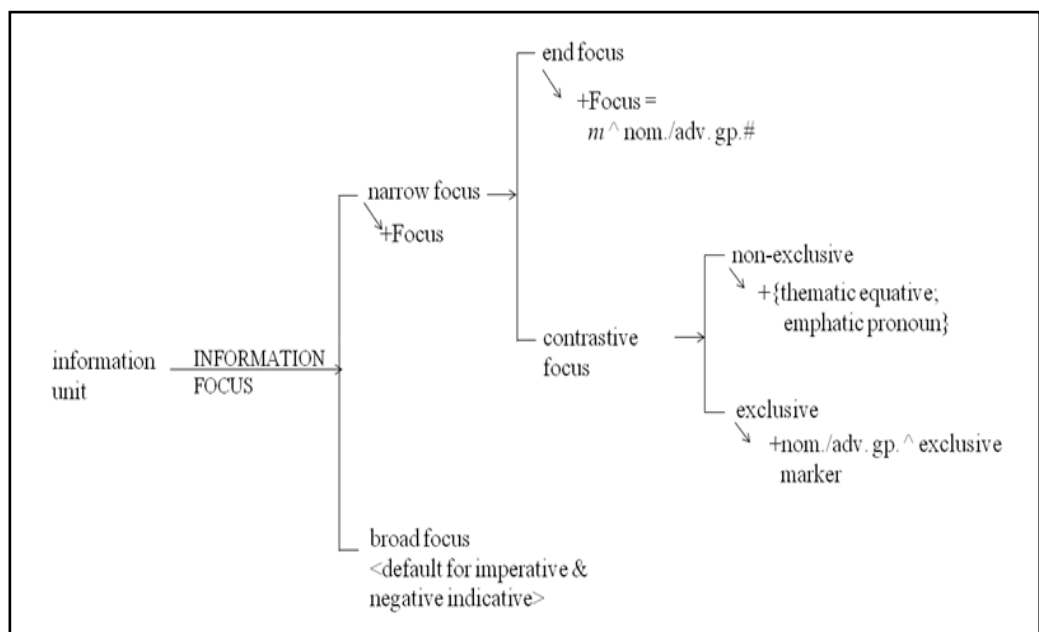 end focus
+Focus =
m ^ nom./adv. gp.#
narrow focus
+Focus
non-exclusive
+{thematic equative;
emphatic pronoun}
contrastive
focus
information
unit
INFORMATION
FOCUS
exclusive
+nom./adv. gp. ^ exclusive
marker
broad focus
<default for imperative &
negative indicative>